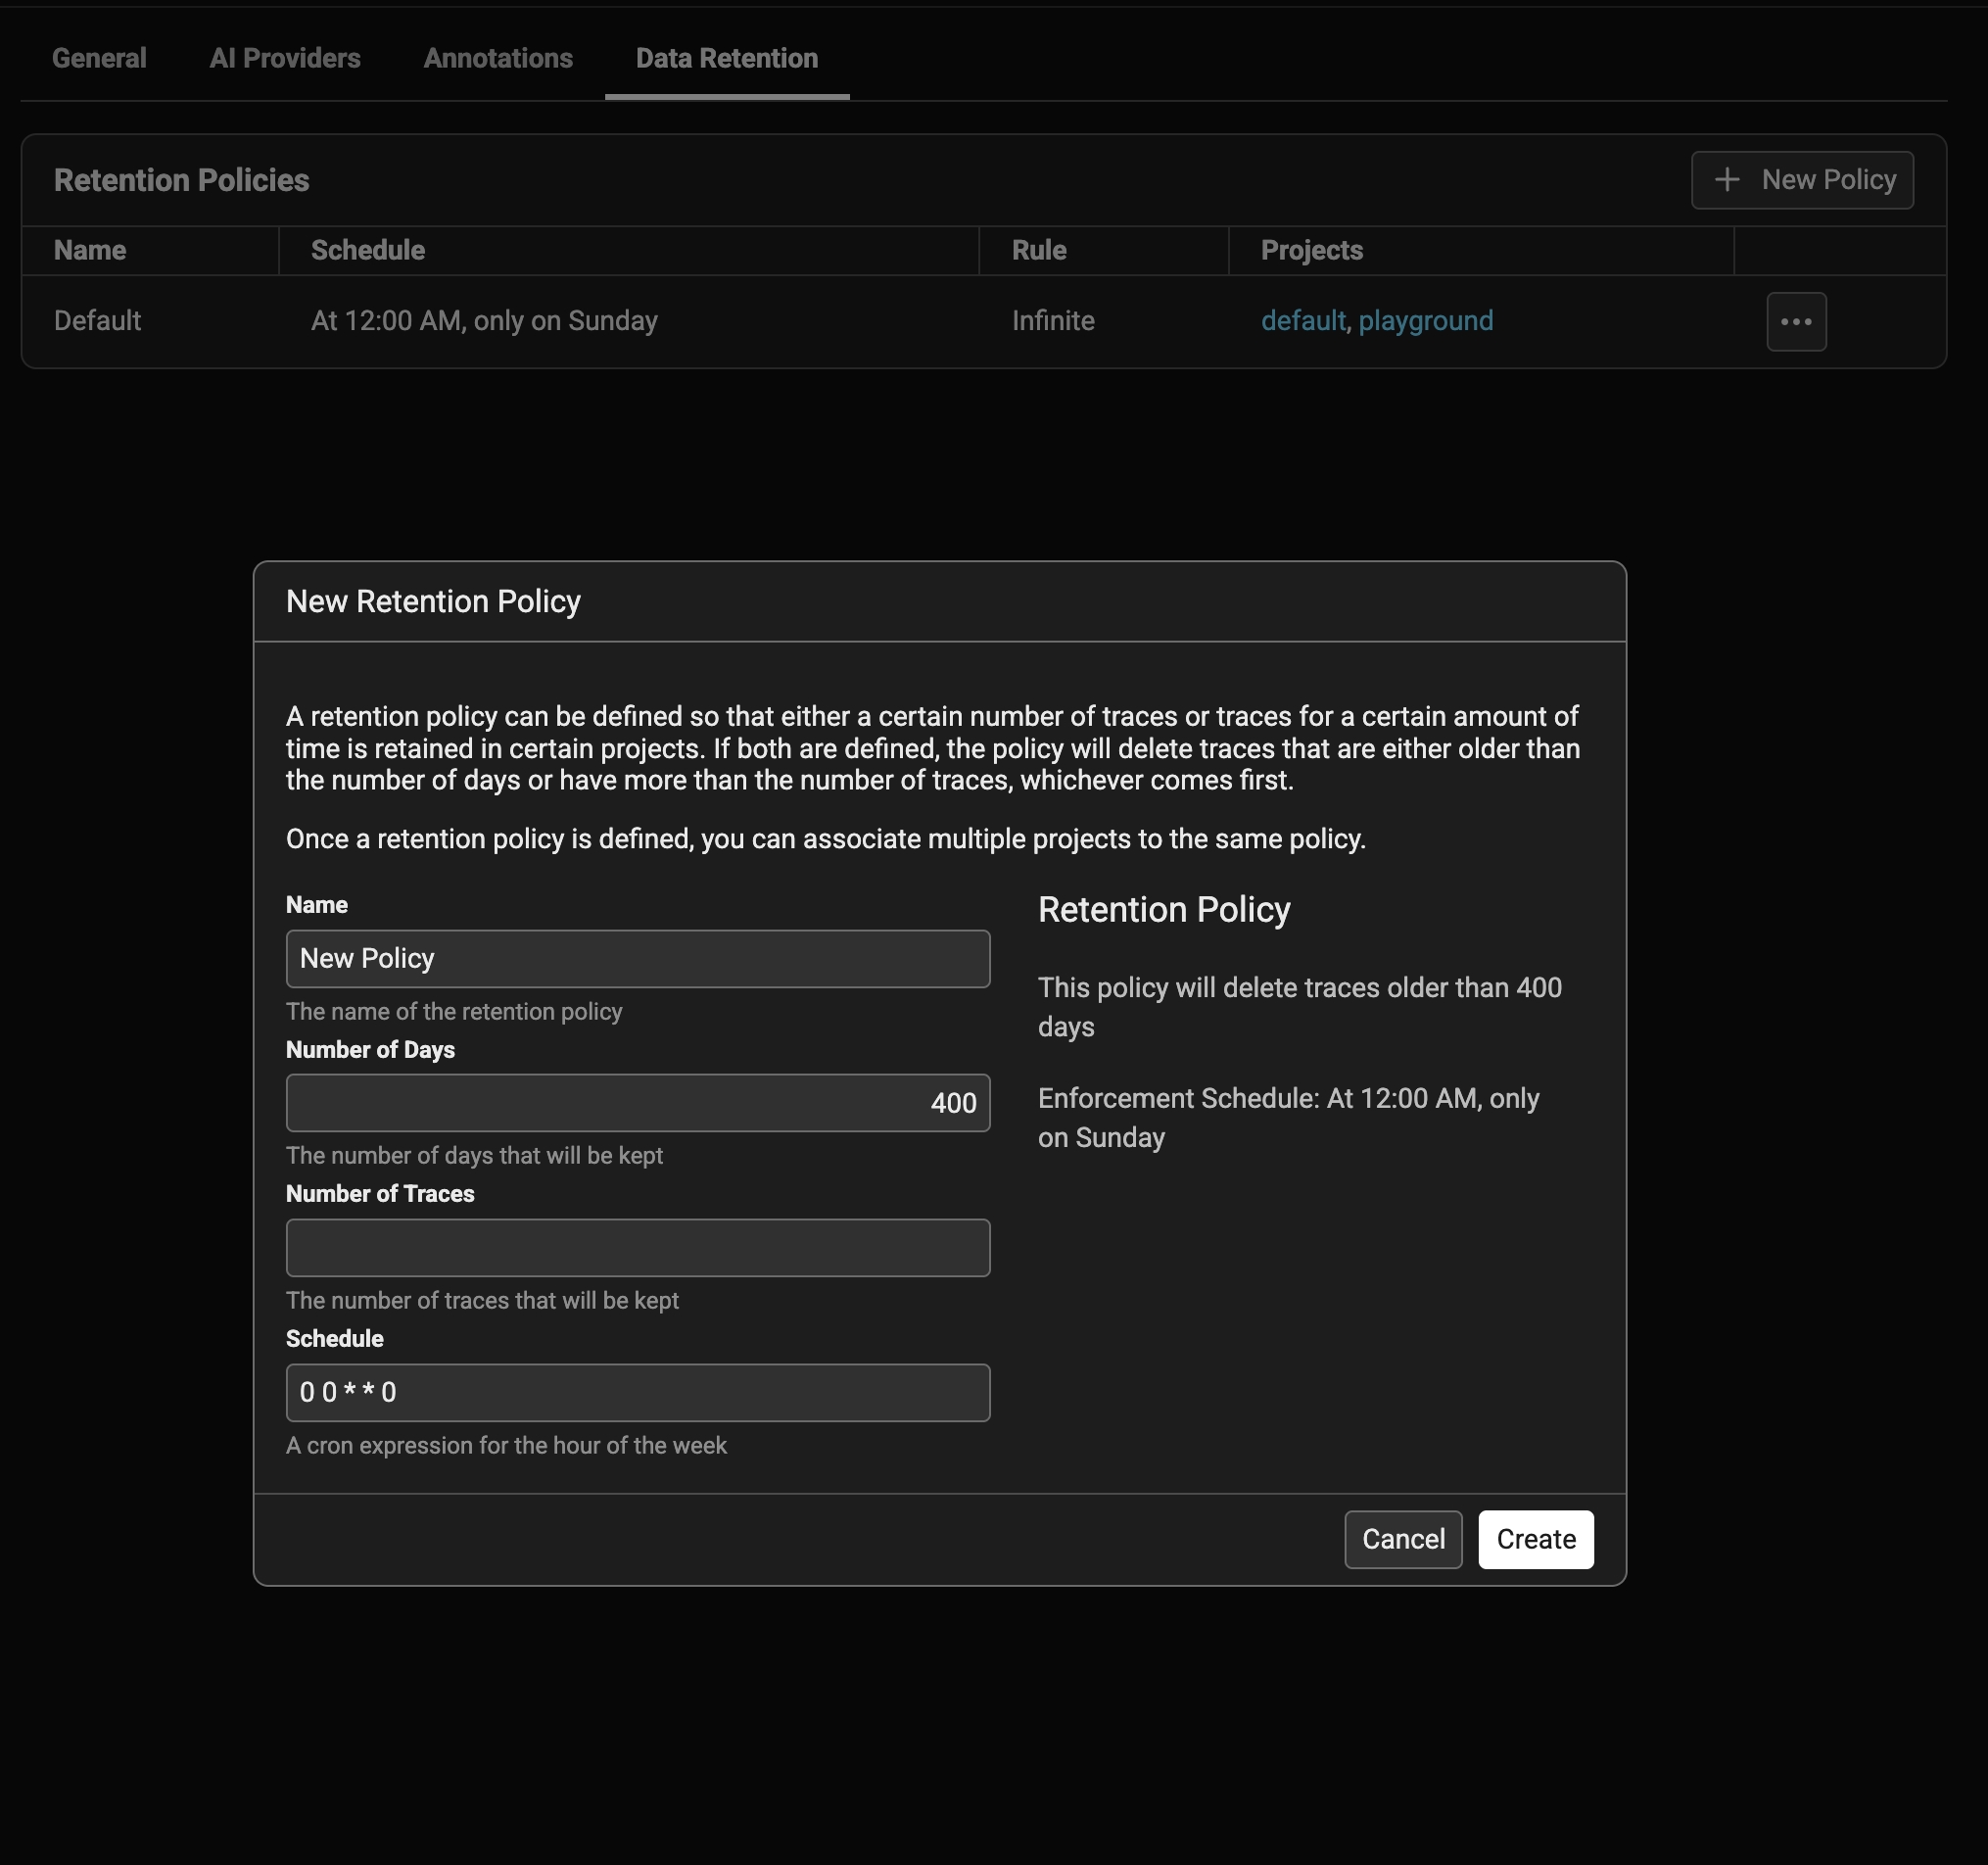 General AI Providers Annotations Data Retention
Retention Policies
New Policy
Name Schedule Rule Projects
Default At 12:00 AM, only on Sunday Infinite default, playground
New Retention Policy
A retention policy can be defined so that either a certain number of traces or traces for a certain amount of
time is retained in certain projects. If both are defined, the policy will delete traces that are either older than
the number of days or have more than the number of traces, whichever comes first.
Once a retention policy is defined, you can associate multiple projects to the same policy.
Name
New Policy
The name of the retention policy
Number of Days
400
The number of days that will be kept
Number of Traces
The number of traces that will be kept
Schedule
0 0 * * 0
A cron expression for the hour of the week
Retention Policy
This policy will delete traces older than 400
days
Enforcement Schedule: At 12:00 AM, only
on Sunday
Cancel Create